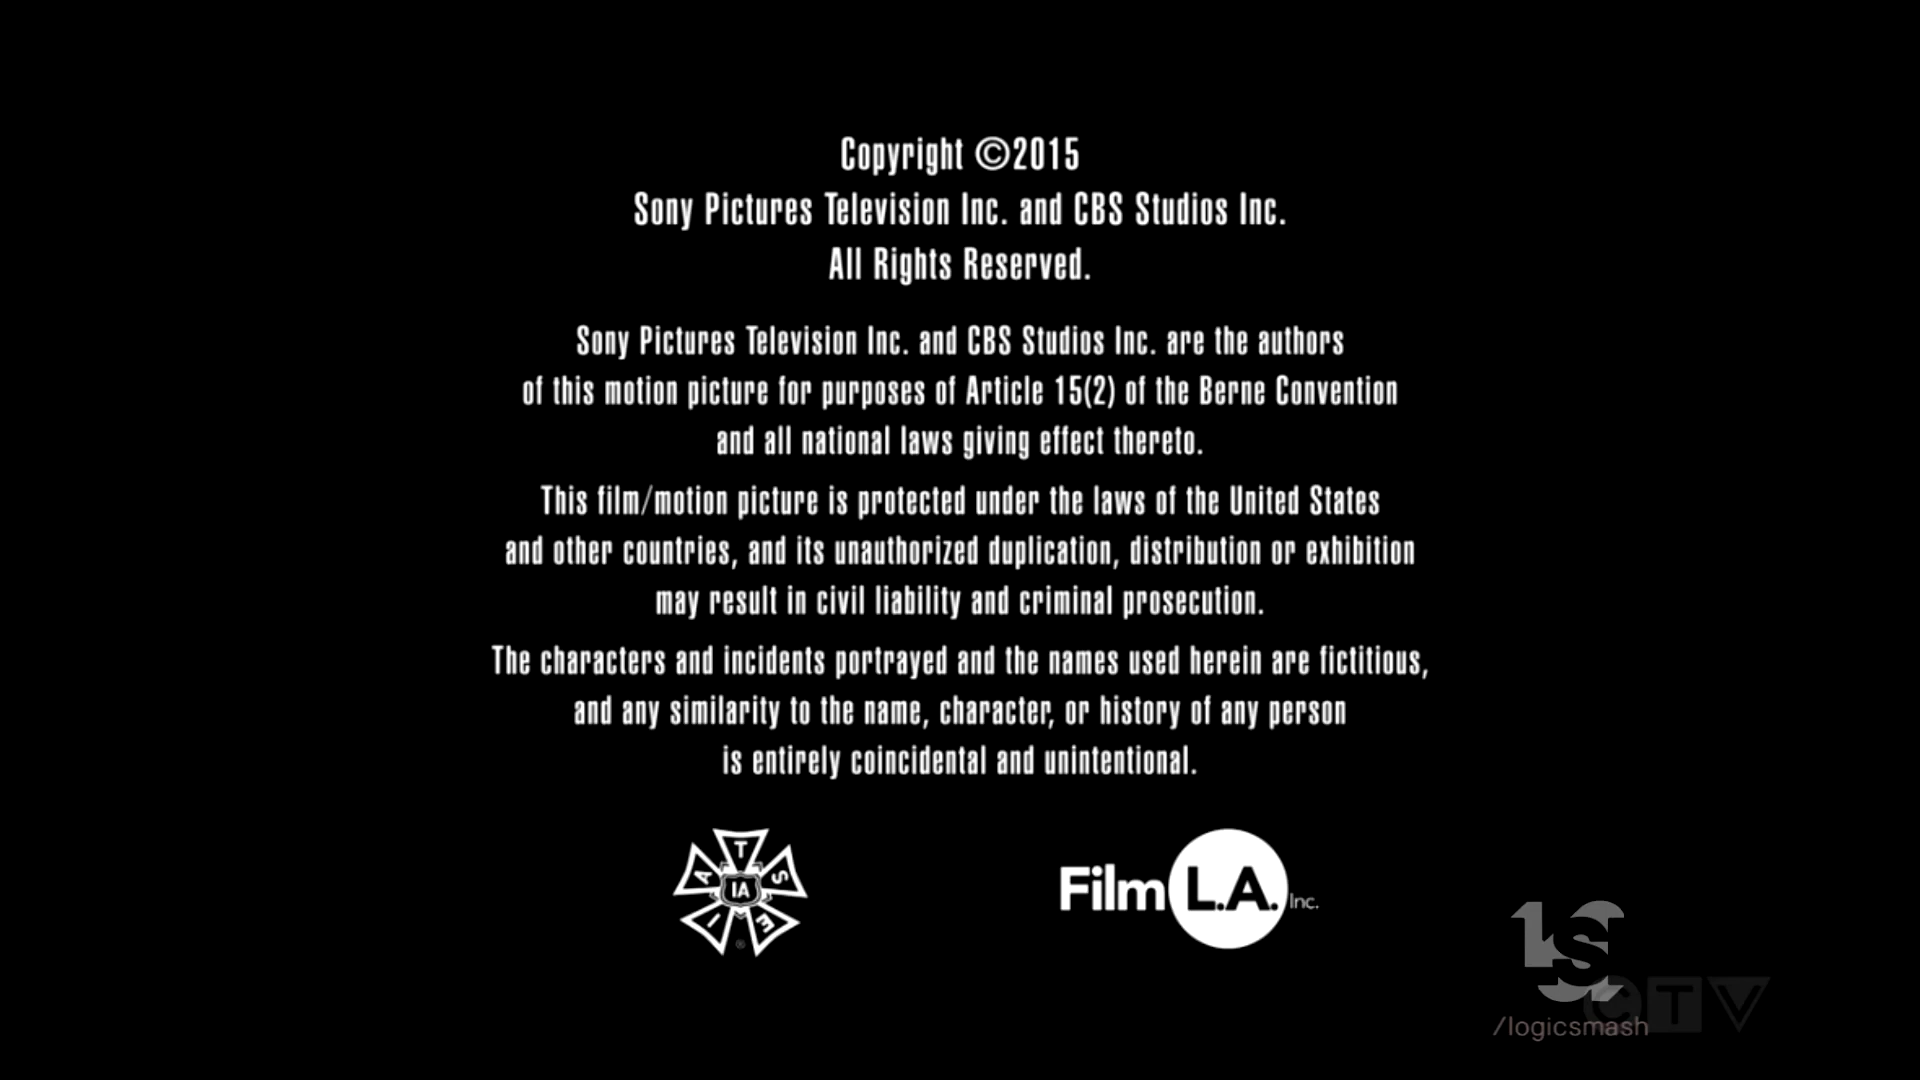 Copyright ©2015
Sony Pictures Television Inc. and CBS Studios Inc.
All Rights Reserved.
Sony Pictures Television Inc. and CBS Studios Inc. are the authors
of this motion picture for purposes of Article 15(2) of the Berne Convention
and all national laws giving effect thereto.
This film/motion picture is protected under the laws of the United States
and other countries, and its unauthorized duplication, distribution or exhibition
may result in civil liability and criminal prosecution.
The characters and incidents portrayed and the names used herein are fictitious,
and any similarity to the name, character, or history of any person
is entirely coincidental and unintentional.
I A T S E IA ®
Film L.A. Inc.
LS
CTV
/logicsmash